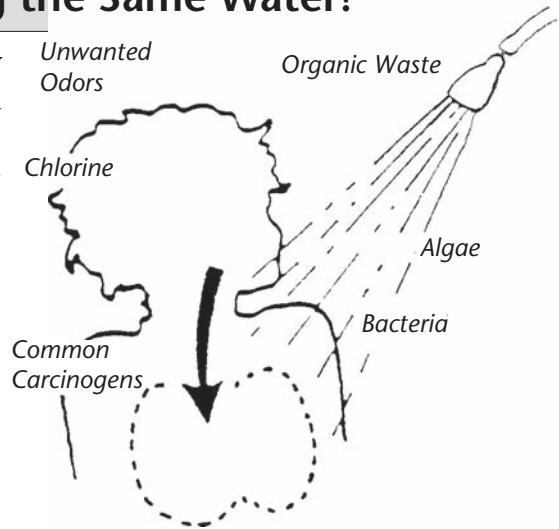 the Same Water?
Unwanted
Odors
Organic Waste
Chlorine
Algae
Bacteria
Common
Carcinogens